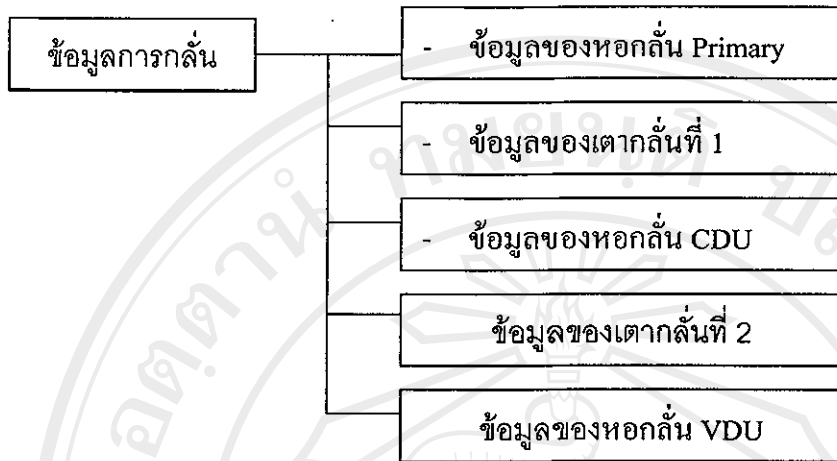 ข้อมูลการกลั่น
- ข้อมูลของหอกลั่น Primary
- ข้อมูลของเตากลั่นที่ 1
- ข้อมูลของหอกลั่น CDU
ข้อมูลของเตากลั่นที่ 2
ข้อมูลของหอกลั่น VDU